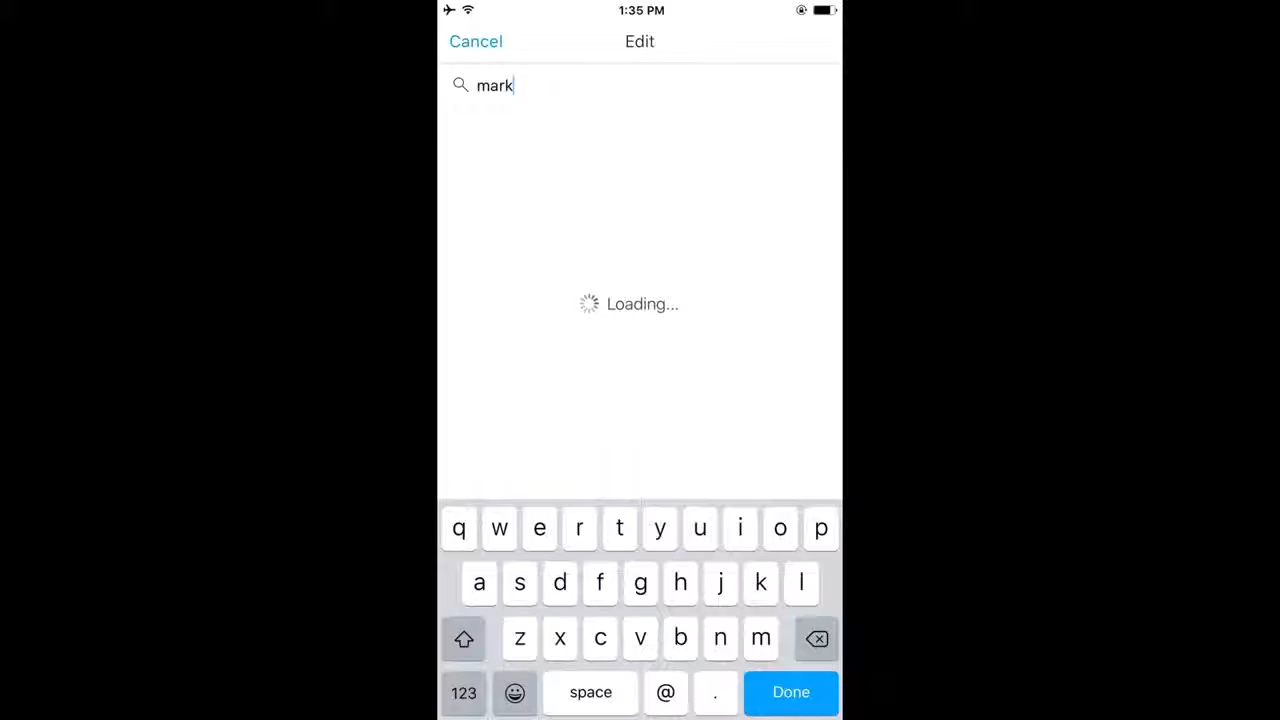 1:35 PM
Cancel Edit
mark
Loading...
q w e r t y u i o p
a s d f g h j k l
z x c v b n m
123 space @ . Done